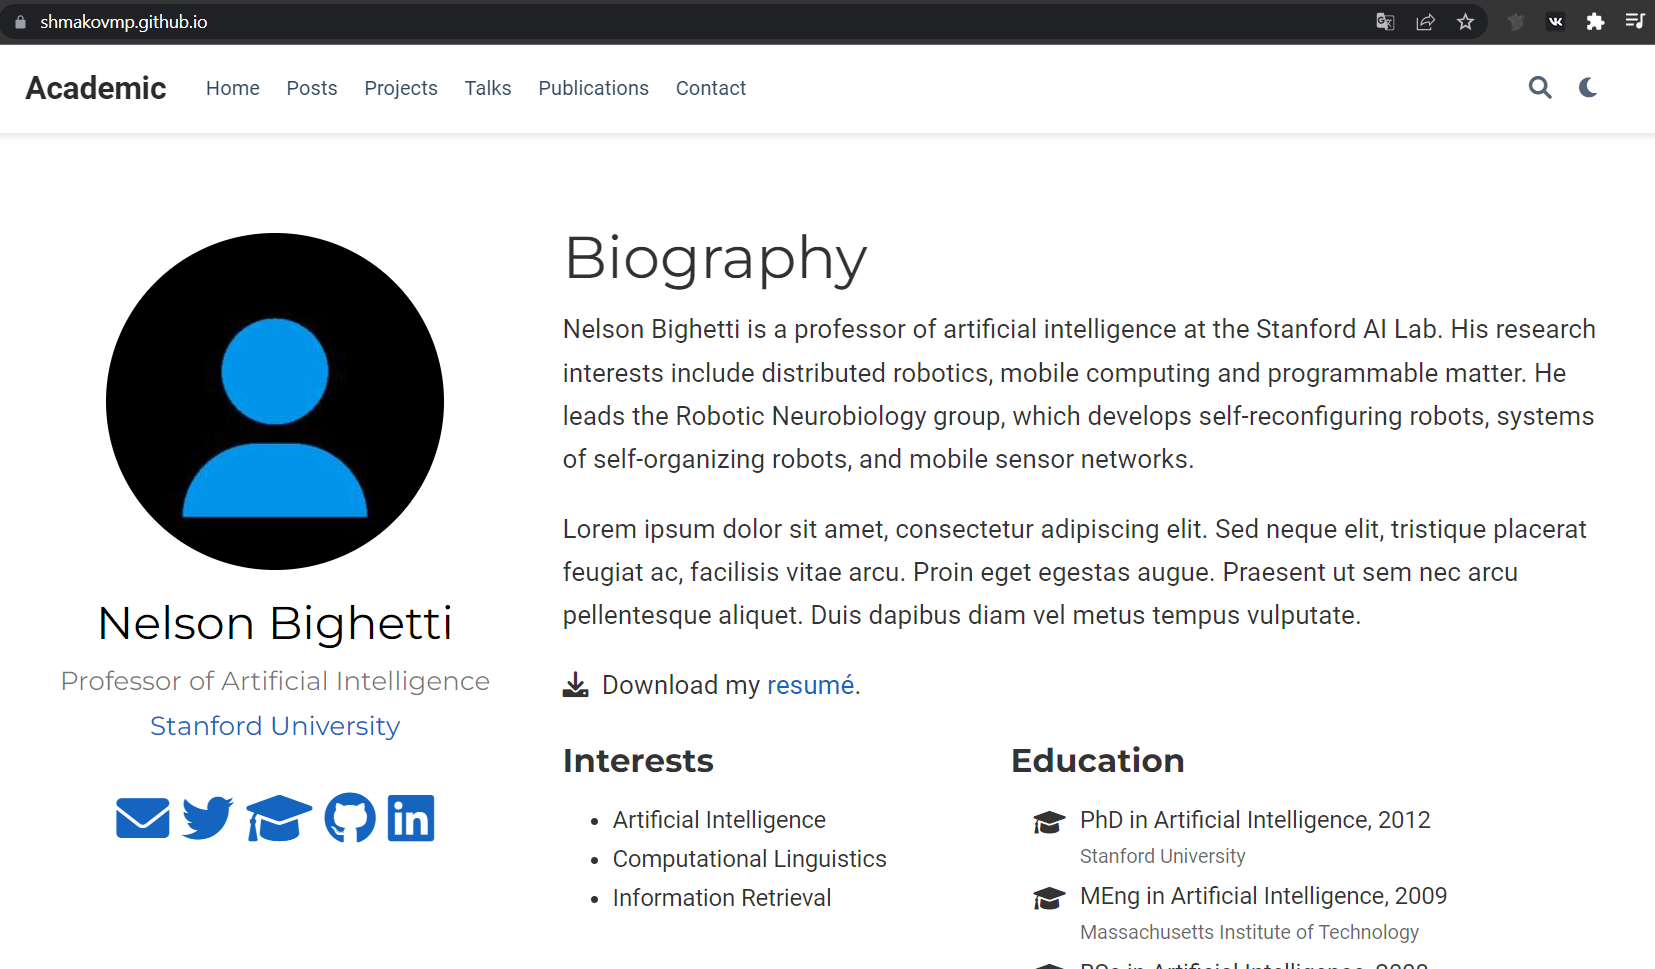 shmakovmp.github.io
Academic Home Posts Projects Talks Publications Contact
Nelson Bighetti
Professor of Artificial Intelligence
Stanford University
Biography
Nelson Bighetti is a professor of artificial intelligence at the Stanford AI Lab. His research
interests include distributed robotics, mobile computing and programmable matter. He
leads the Robotic Neurobiology group, which develops self-reconfiguring robots, systems
of self-organizing robots, and mobile sensor networks.
Lorem ipsum dolor sit amet, consectetur adipiscing elit. Sed neque elit, tristique placerat
feugiat ac, facilisis vitae arcu. Proin eget egestas augue. Praesent ut sem nec arcu
pellentesque aliquet. Duis dapibus diam vel metus tempus vulputate.
Download my resumé.
Interests
Artificial Intelligence
Computational Linguistics
Information Retrieval
Education
PhD in Artificial Intelligence, 2012
Stanford University
MEng in Artificial Intelligence, 2009
Massachusetts Institute of Technology